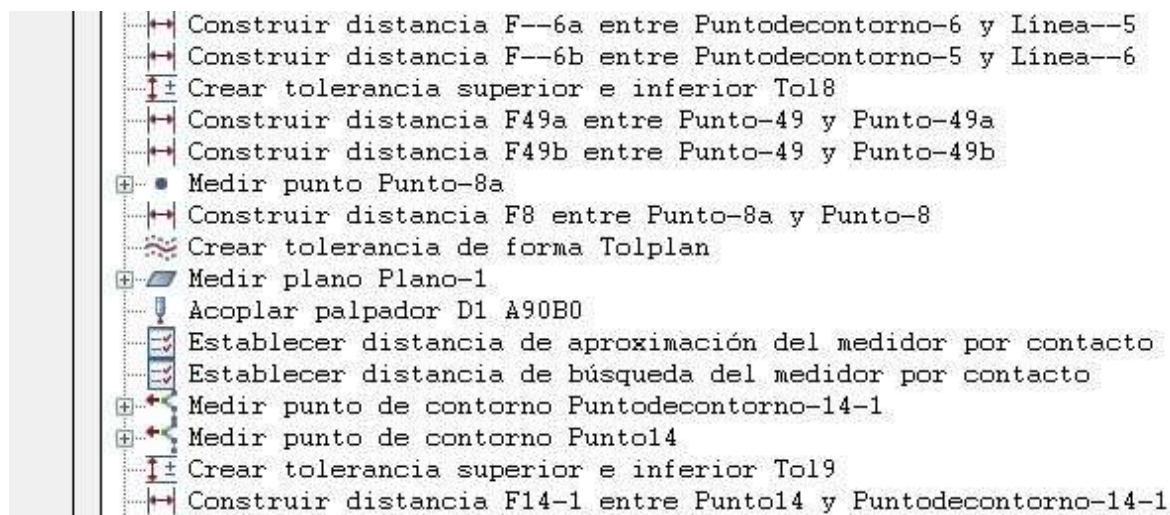 Construir distancia F--6a entre Puntodecontorno-6 y Línea--5
Construir distancia F--6b entre Puntodecontorno-5 y Línea--6
Crear tolerancia superior e inferior Tol8
Construir distancia F49a entre Punto-49 y Punto-49a
Construir distancia F49b entre Punto-49 y Punto-49b
Medir punto Punto-8a
Construir distancia F8 entre Punto-8a y Punto-8
Crear tolerancia de forma Tolplan
Medir plano Plano-1
Acoplar palpador D1 A90B0
Establecer distancia de aproximación del medidor por contacto
Establecer distancia de búsqueda del medidor por contacto
Medir punto de contorno Puntodecontorno-14-1
Medir punto de contorno Punto14
Crear tolerancia superior e inferior Tol9
Construir distancia F14-1 entre Punto14 y Puntodecontorno-14-1